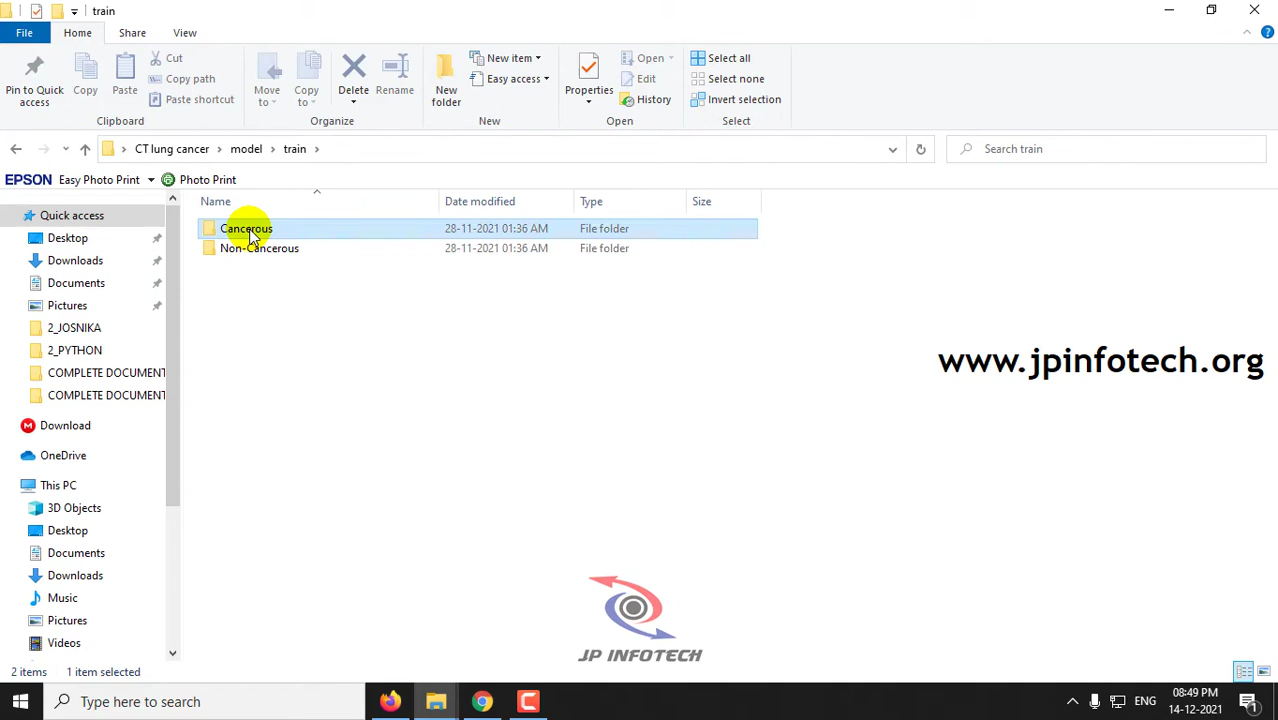 train
File Home Share View
Pin to Quick access
Copy
Paste
Cut
Copy path
Paste shortcut
Clipboard
Move to
Copy to
Delete
Rename
Organize
New folder
New item
Easy access
New
Properties
Open
Edit
History
Open
Select all
Select none
Invert selection
Select
CT lung cancer > model > train >
Search train
EPSON Easy Photo Print Photo Print
Name Date modified Type Size
Cancerous 28-11-2021 01:36 AM File folder
Non-Cancerous 28-11-2021 01:36 AM File folder
Quick access
Desktop
Downloads
Documents
Pictures
2_JOSNIKA
2_PYTHON
COMPLETE DOCUMENT
COMPLETE DOCUMENT
Download
OneDrive
This PC
3D Objects
Desktop
Documents
Downloads
Music
Pictures
Videos
www.jpinfotech.org
JP INFOTECH
2 items 1 item selected
Type here to search
ENG
08:49 PM
14-12-2021
1